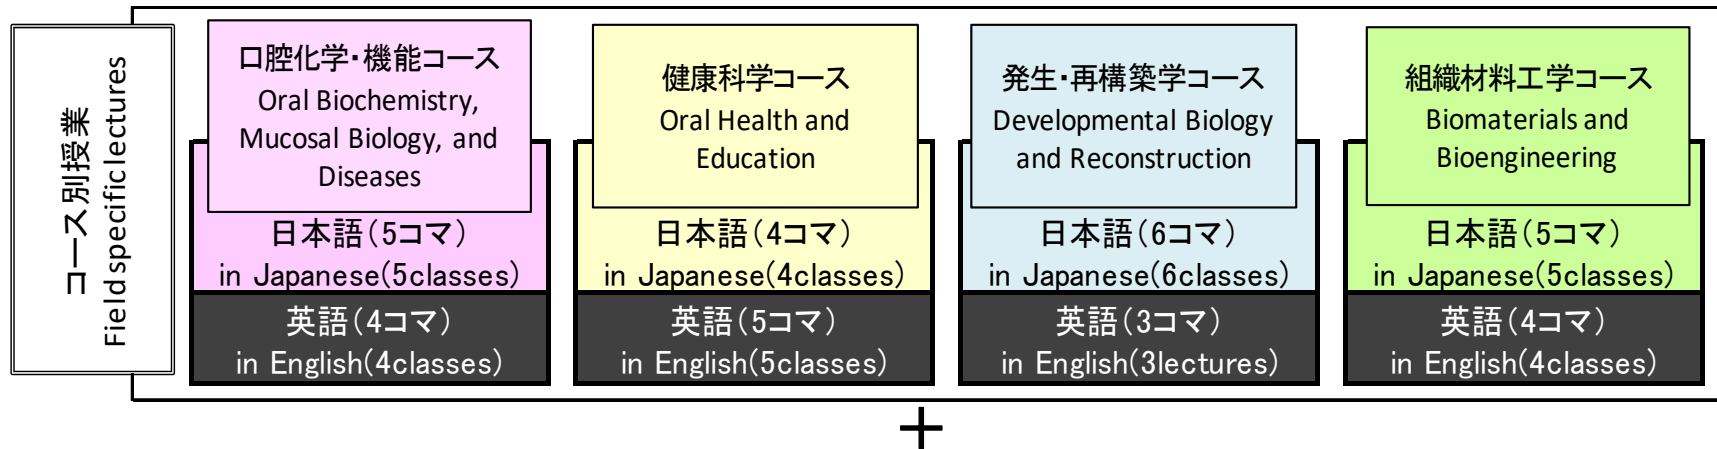 コース別授業
Field specific lectures
口腔化学・機能コース
Oral Biochemistry,
Mucosal Biology, and
Diseases
日本語(5コマ)
in Japanese(5classes)
英語(4コマ)
in English(4classes)
健康科学コース
Oral Health and
Education
日本語(4コマ)
in Japanese(4classes)
英語(5コマ)
in English(5classes)
発生・再構築学コース
Developmental Biology
and Reconstruction
日本語(6コマ)
in Japanese(6classes)
英語(3コマ)
in English(3lectures)
組織材料工学コース
Biomaterials and
Bioengineering
日本語(5コマ)
in Japanese(5classes)
英語(4コマ)
in English(4classes)
+